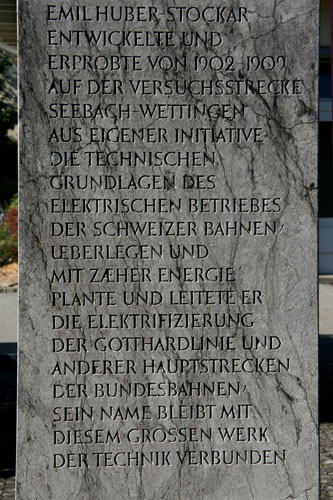 EMIL HUBER-STOCKAR
ENTWICKELTE UND
ERPROBTE VON 1902-1909
AUF DER VERSUCHSSTRECKE
SEEBACH-WETTINGEN
AUS EIGENER INITIATIVE
DIE TECHNISCHEN
GRUNDLAGEN DES
ELEKTRISCHEN BETRIEBES
DER SCHWEIZER BAHNEN/
UEBERLEGEN UND
MIT ZÆHER ENERGIE
PLANTE UND LEITETE ER
DIE ELEKTRIFIZIERUNG
DER GOTTHARDLINIE UND
ANDERER HAUPTSTRECKEN
DER BUNDESBAHNEN/
SEIN NAME BLEIBT MIT
DIESEM GROSSEN WERK
DER TECHNIK VERBUNDEN